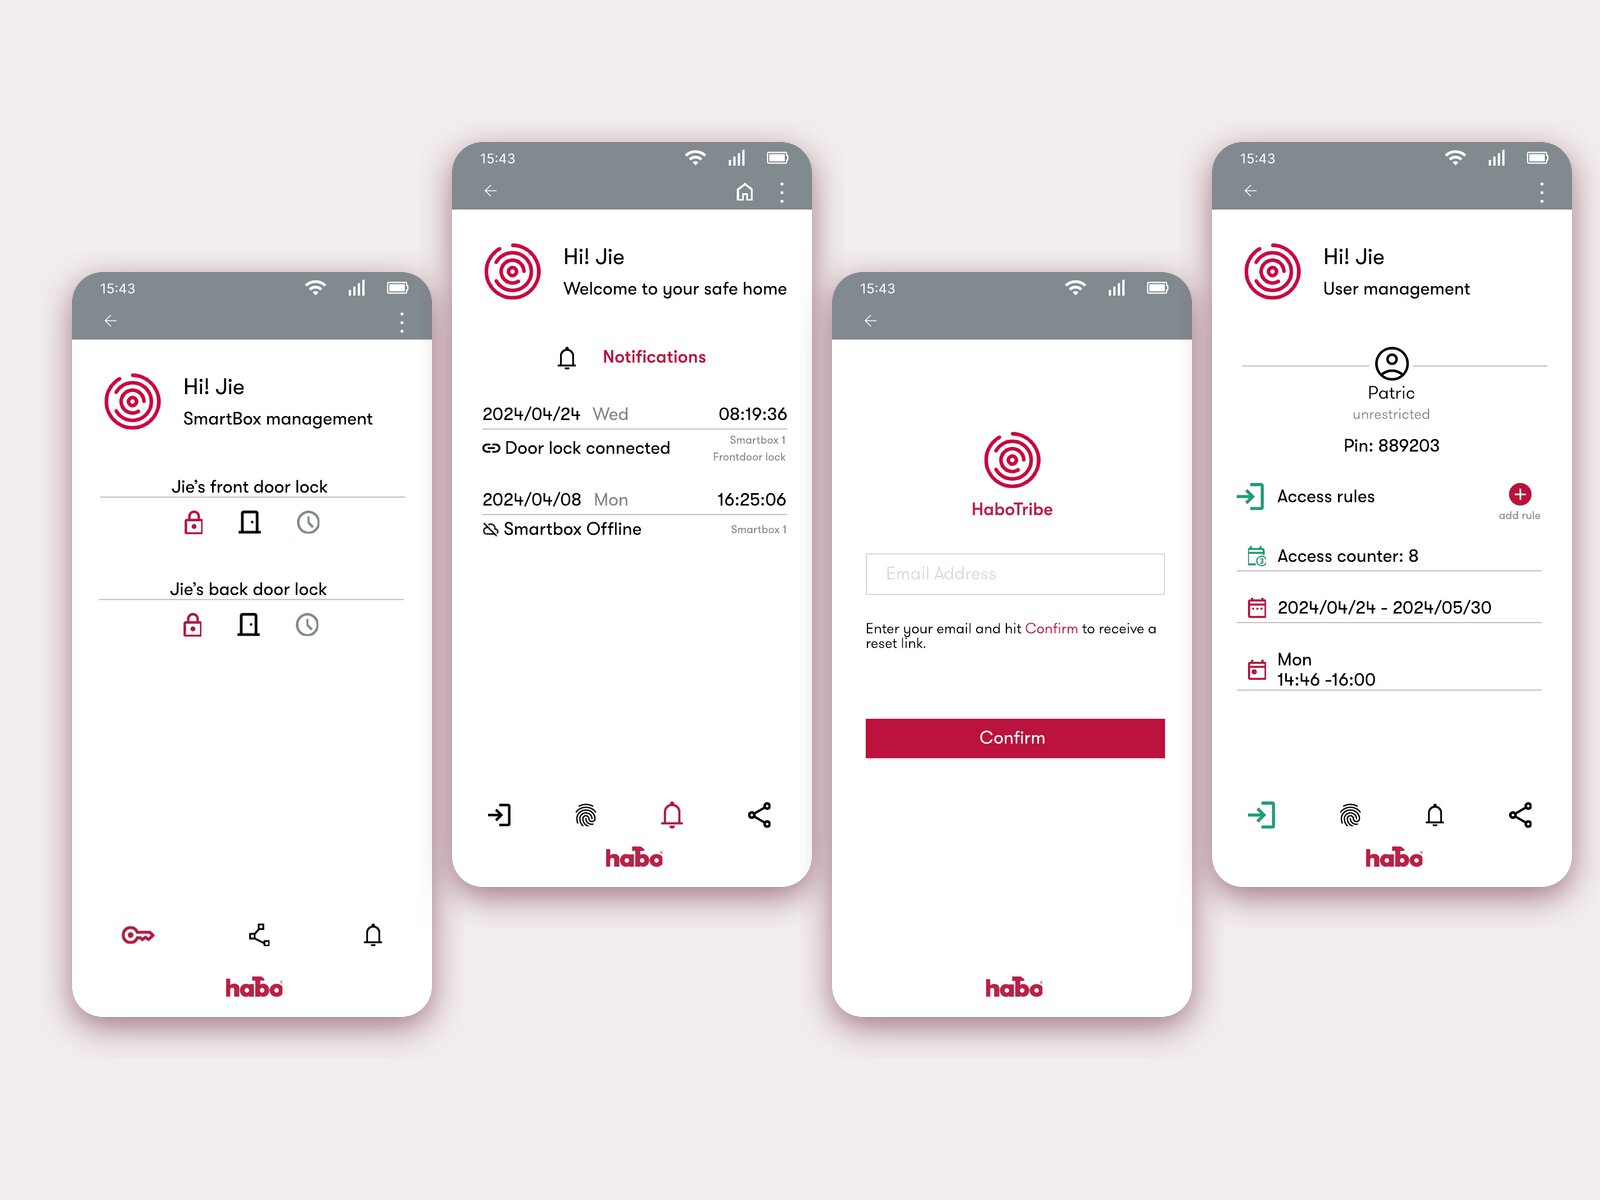 15:43
Hi! Jie
SmartBox management
Jie's front door lock
Jie's back door lock
habo
15:43
Hi! Jie
Welcome to your safe home
Notifications
2024/04/24 Wed 08:19:36
Door lock connected
Smartbox 1
Frontdoor lock
2024/04/08 Mon 16:25:06
Smartbox Offline
Smartbox 1
habo
15:43
HaboTribe
Email Address
Enter your email and hit Confirm to receive a
reset link.
Confirm
habo
15:43
Hi! Jie
User management
Patric
unrestricted
Pin: 889203
Access rules
add rule
Access counter: 8
2024/04/24 - 2024/05/30
Mon
14:46 -16:00
habo